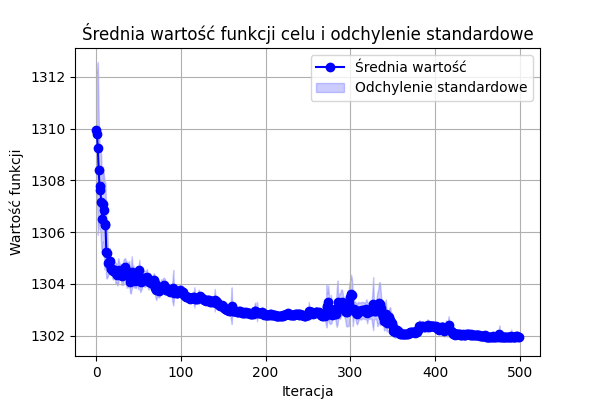 Średnia wartość funkcji celu i odchylenie standardowe
Średnia wartość
Odchylenie standardowe
Wartość funkcji
1312
1310
1308
1306
1304
1302
0 100 200 300 400 500
Iteracja